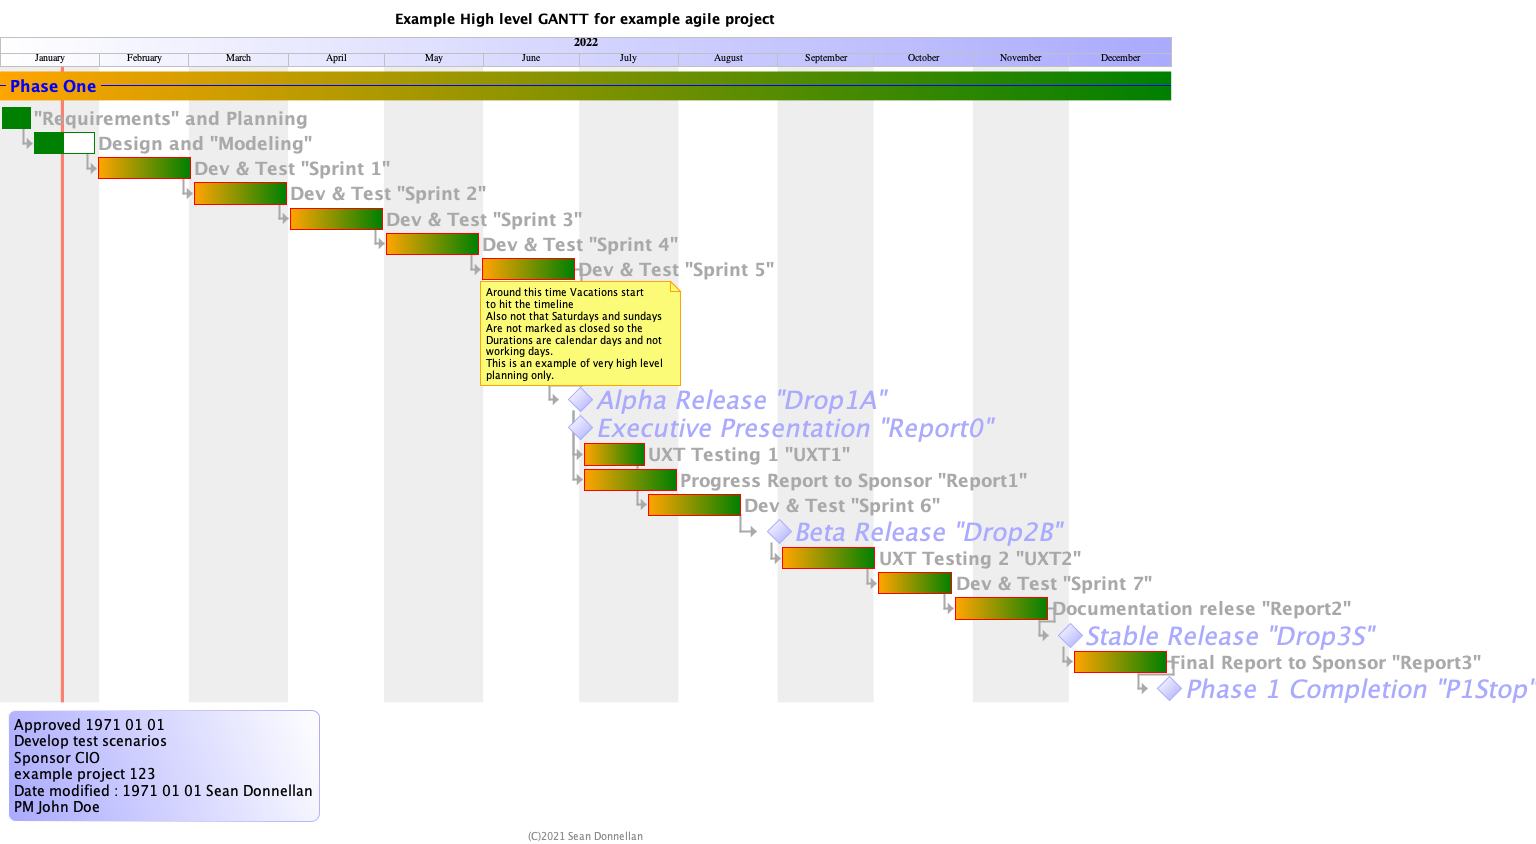 Example High level GANTT for example agile project
2022
January February March April May June July August September October November December
Phase One
"Requirements" and Planning
Design and "Modeling"
Dev & Test "Sprint 1"
Dev & Test "Sprint 2"
Dev & Test "Sprint 3"
Dev & Test "Sprint 4"
Dev & Test "Sprint 5"
Around this time Vacations start
to hit the timeline
Also not that Saturdays and sundays
Are not marked as closed so the
Durations are calendar days and not
working days.
This is an example of very high level
planning only.
Alpha Release "Drop1A"
Executive Presentation "Report0"
UXT Testing 1 "UXT1"
Progress Report to Sponsor "Report1"
Dev & Test "Sprint 6"
Beta Release "Drop2B"
UXT Testing 2 "UXT2"
Dev & Test "Sprint 7"
Documentation relese "Report2"
Stable Release "Drop3S"
Final Report to Sponsor "Report3"
Phase 1 Completion "P1Stop"
Approved 1971 01 01
Develop test scenarios
Sponsor CIO
example project 123
Date modified : 1971 01 01 Sean Donnellan
PM John Doe
(C)2021 Sean Donnellan